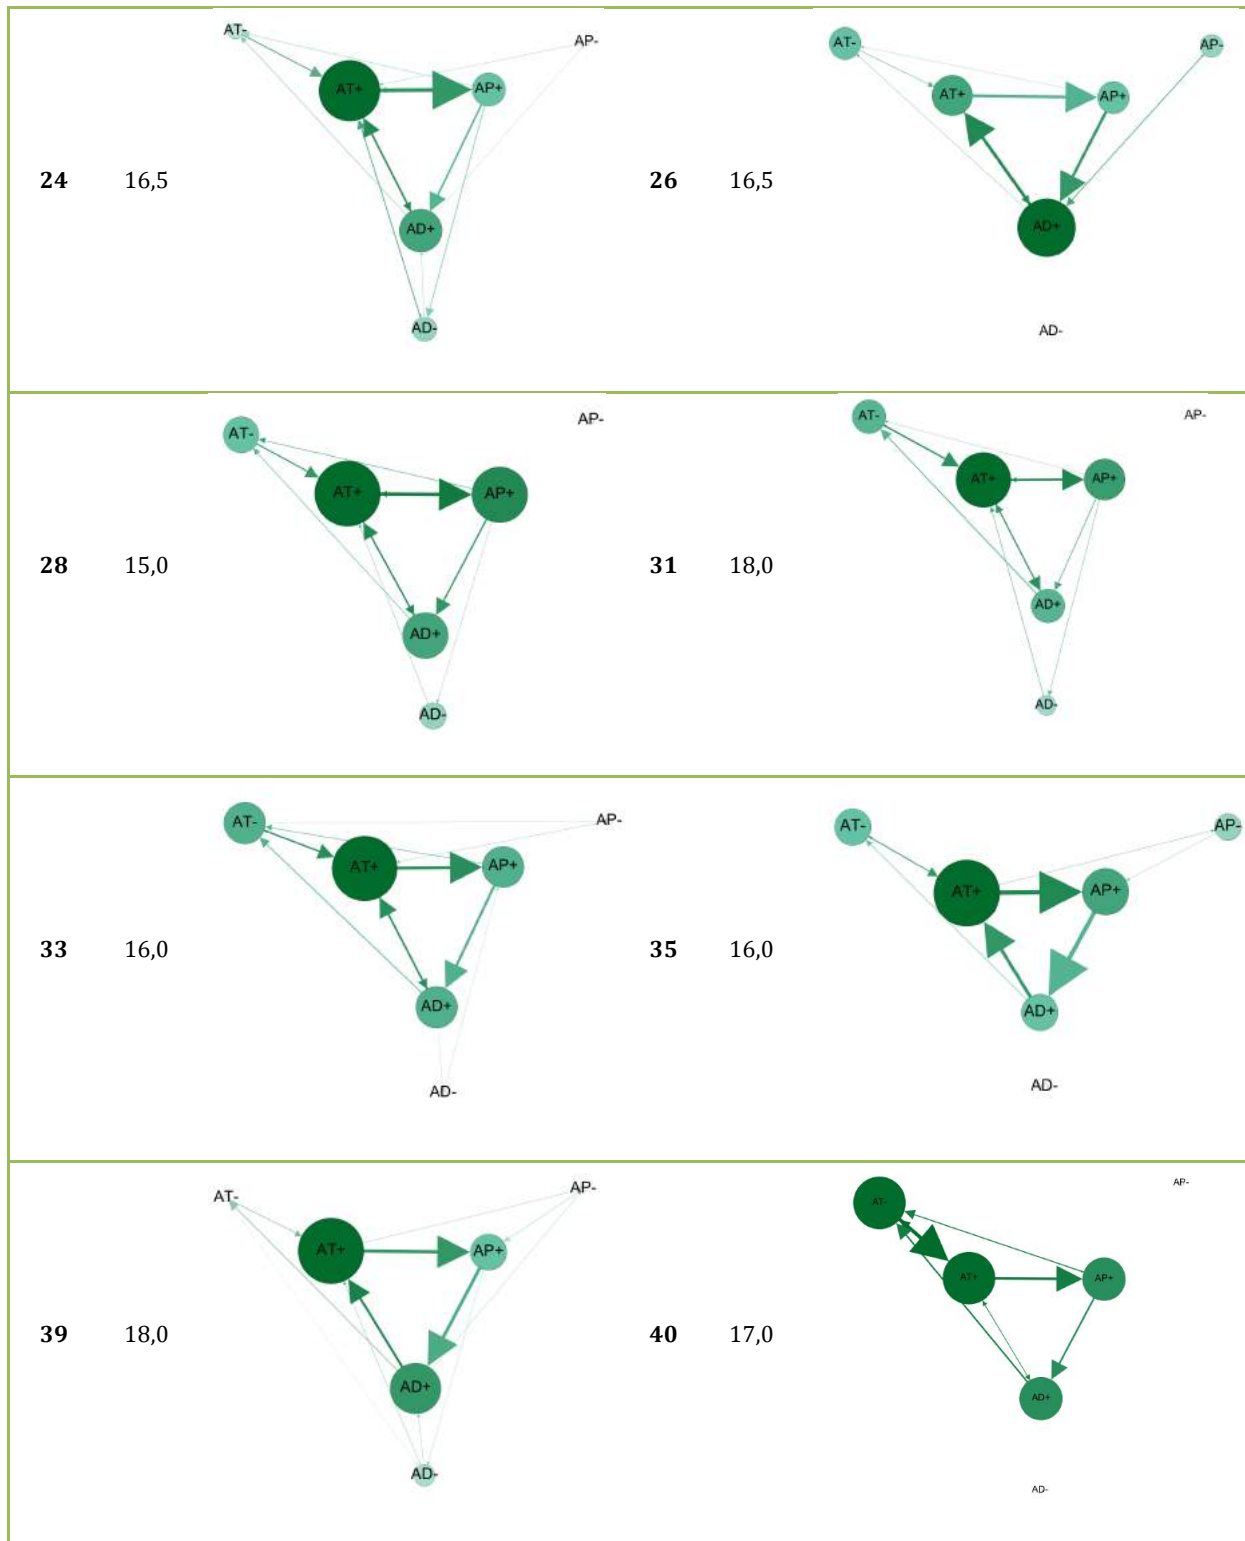 AT-
AP-
AT+
AP+
24 16,5
AD+
AD-
AT-
AP-
AT+
AP+
26 16,5
AD+
AD-
AP-
AT-
AT+
AP+
28 15,0
AD+
AD-
AT-
AP-
AT+
AP+
31 18,0
AD+
AD-
AT-
AP-
AT+
AP+
33 16,0
AD+
AD-
AT-
AP-
AT+
AP+
35 16,0
AD+
AD-
AT-
AP-
AT+
AP+
39 18,0
AD+
AD-
AP-
AT-
AT+
AP+
40 17,0
AD+
AD-